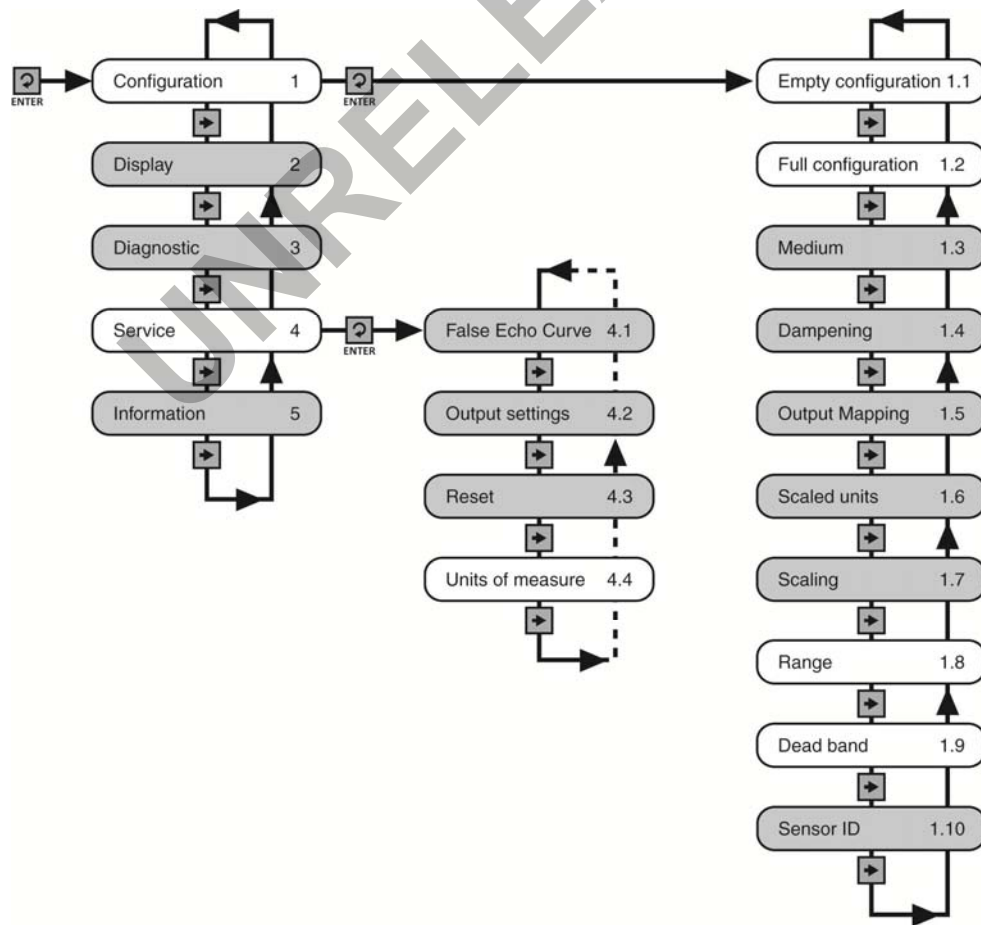 UNRELEA
ENTER
Configuration 1
ENTER
Display 2
Diagnostic 3
Service 4
ENTER
Information 5
False Echo Curve 4.1
Output settings 4.2
Reset 4.3
Units of measure 4.4
Empty configuration 1.1
Full configuration 1.2
Medium 1.3
Dampening 1.4
Output Mapping 1.5
Scaled units 1.6
Scaling 1.7
Range 1.8
Dead band 1.9
Sensor ID 1.10